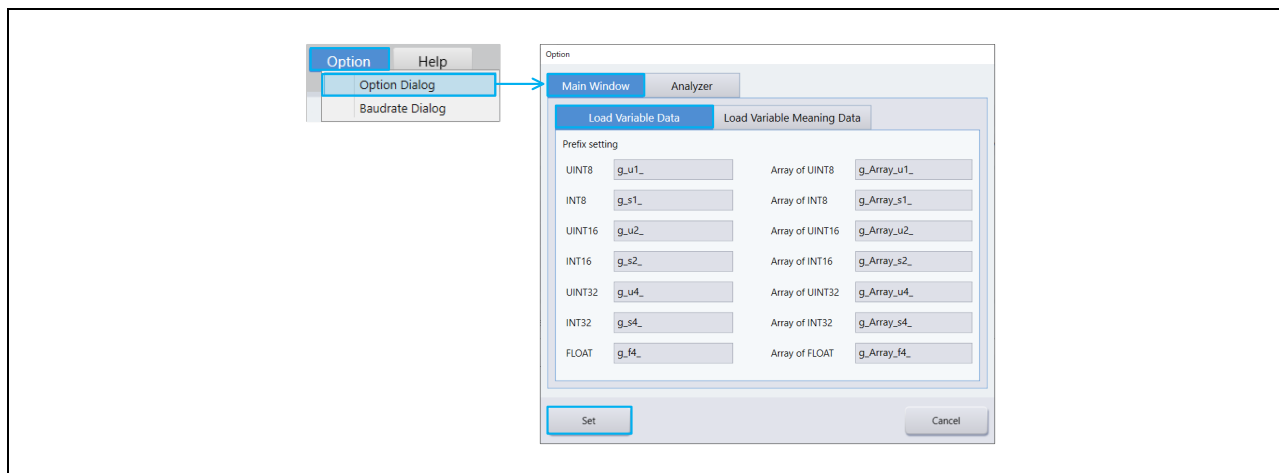 Option Help
Option Dialog
Baudrate Dialog
Option
Main Window Analyzer
Load Variable Data Load Variable Meaning Data
Prefix setting
UINT8 g_u1_ Array of UINT8 g_Array_u1_
INT8 g_s1_ Array of INT8 g_Array_s1_
UINT16 g_u2_ Array of UINT16 g_Array_u2_
INT16 g_s2_ Array of INT16 g_Array_s2_
UINT32 g_u4_ Array of UINT32 g_Array_u4_
INT32 g_s4_ Array of INT32 g_Array_s4_
FLOAT g_f4_ Array of FLOAT g_Array_f4_
Set Cancel